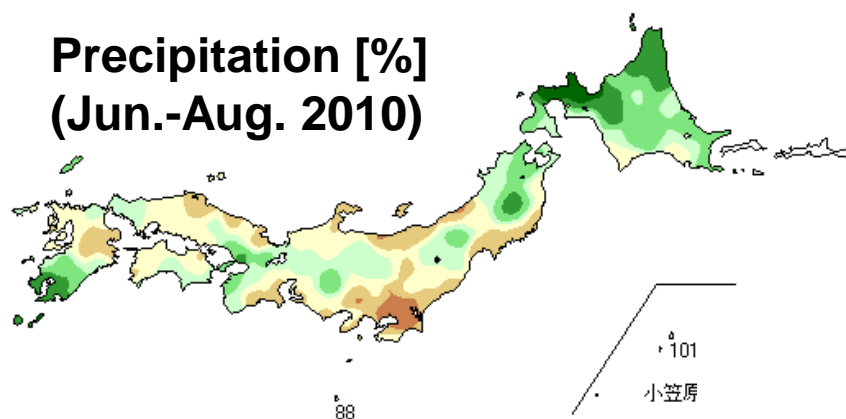 Precipitation [%]
(Jun.-Aug. 2010)
101
小笠原
88